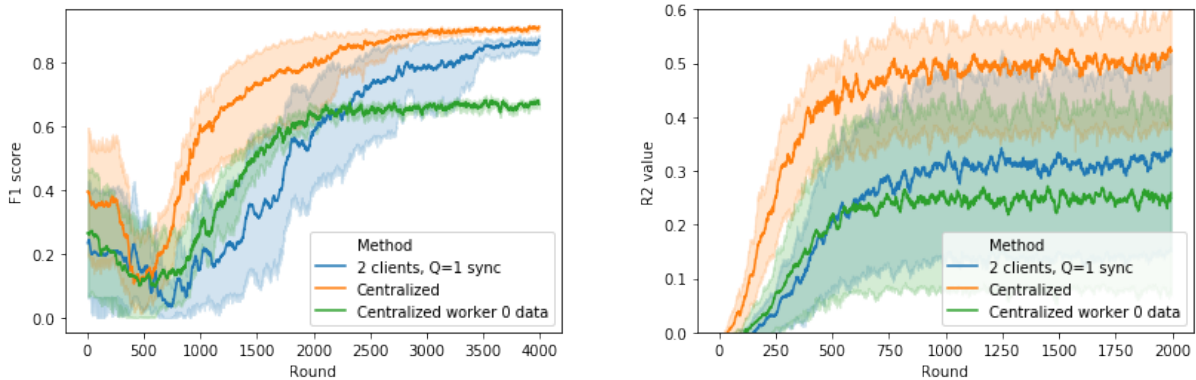 F1 score
0.8
0.6
0.4
0.2
0.0
0 500 1000 1500 2000 2500 3000 3500 4000
Round
Method
2 clients, Q=1 sync
Centralized
Centralized worker 0 data
R2 value
0.6
0.5
0.4
0.3
0.2
0.1
0.0
0 250 500 750 1000 1250 1500 1750 2000
Round
Method
2 clients, Q=1 sync
Centralized
Centralized worker 0 data